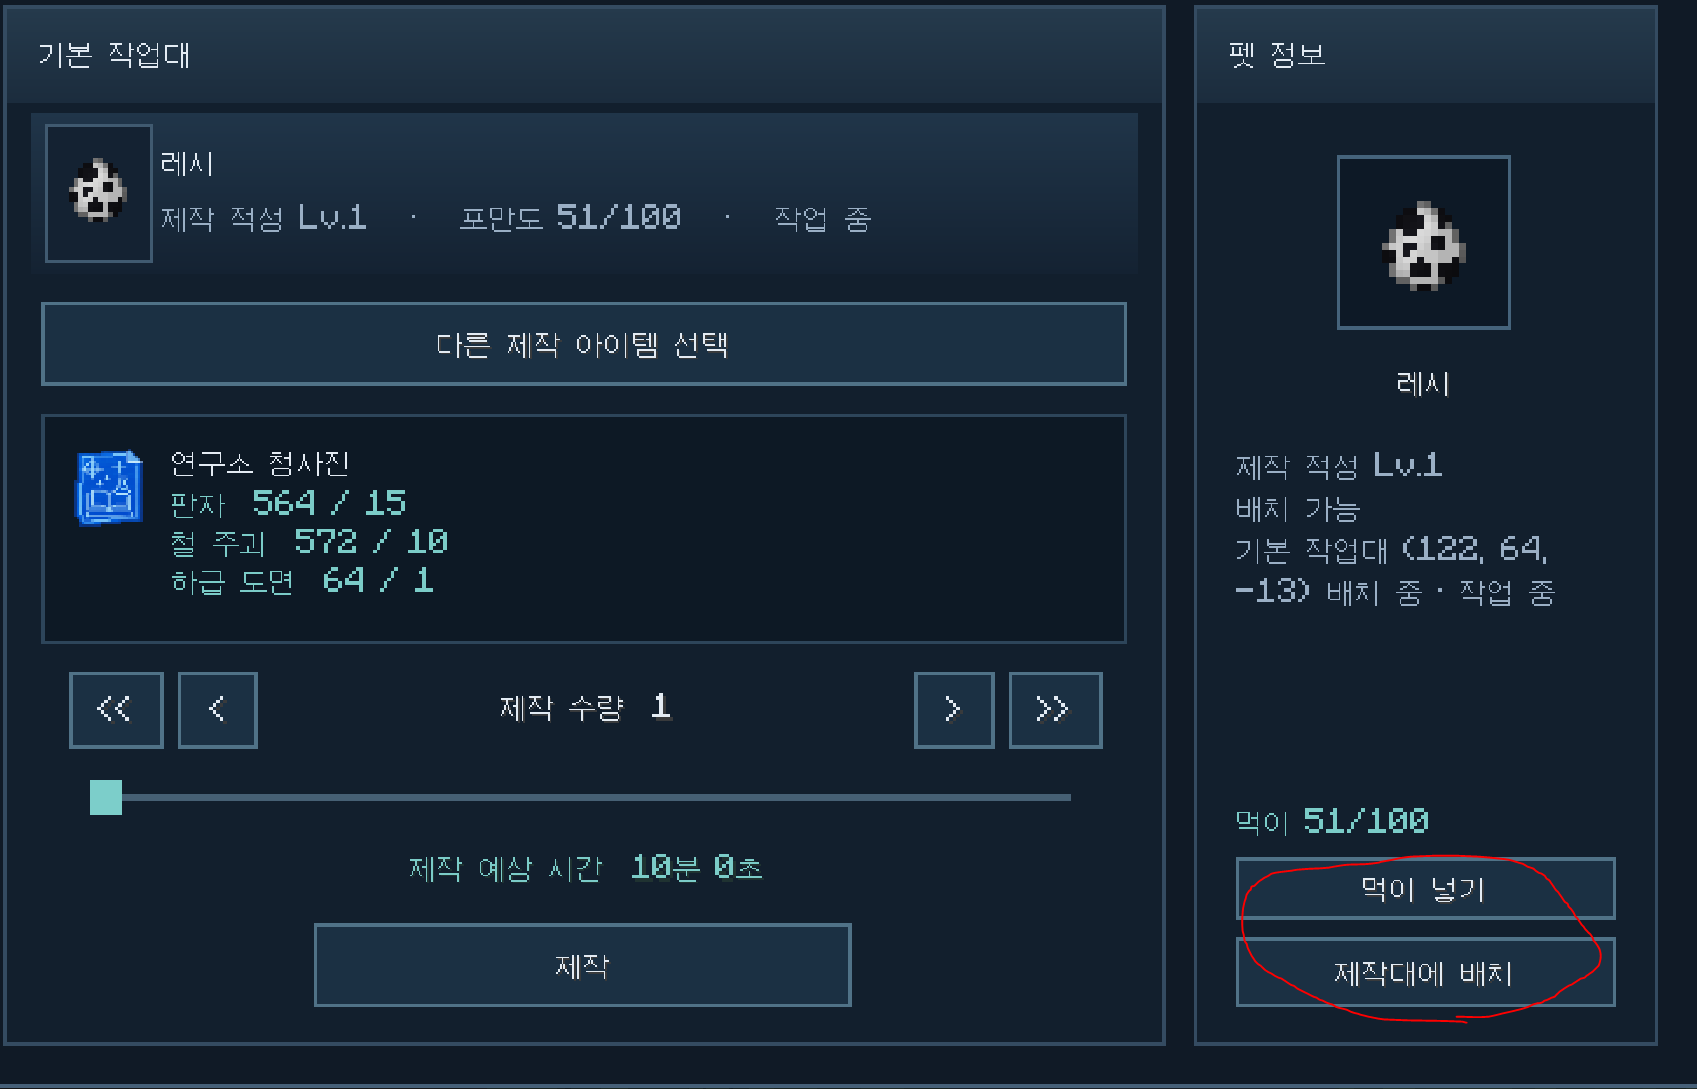 기본 작업대
레시
제작 적성 Lv.1 · 포만도 51/100 · 작업 중
다른 제작 아이템 선택
연구소 청사진
판자 564 / 15
철 주괴 572 / 10
하급 도면 64 / 1
<< < 제작 수량 1 > >>
제작 예상 시간 10분 0초
제작
펫 정보
레시
제작 적성 Lv.1
배치 가능
기본 작업대 (122, 64,
-13) 배치 중 · 작업 중
먹이 51/100
먹이 넣기
제작대에 배치